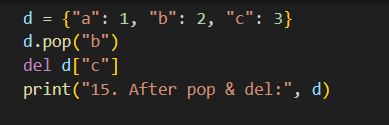 d = {"a": 1, "b": 2, "c": 3}
d.pop("b")
del d["c"]
print("15. After pop & del:", d)